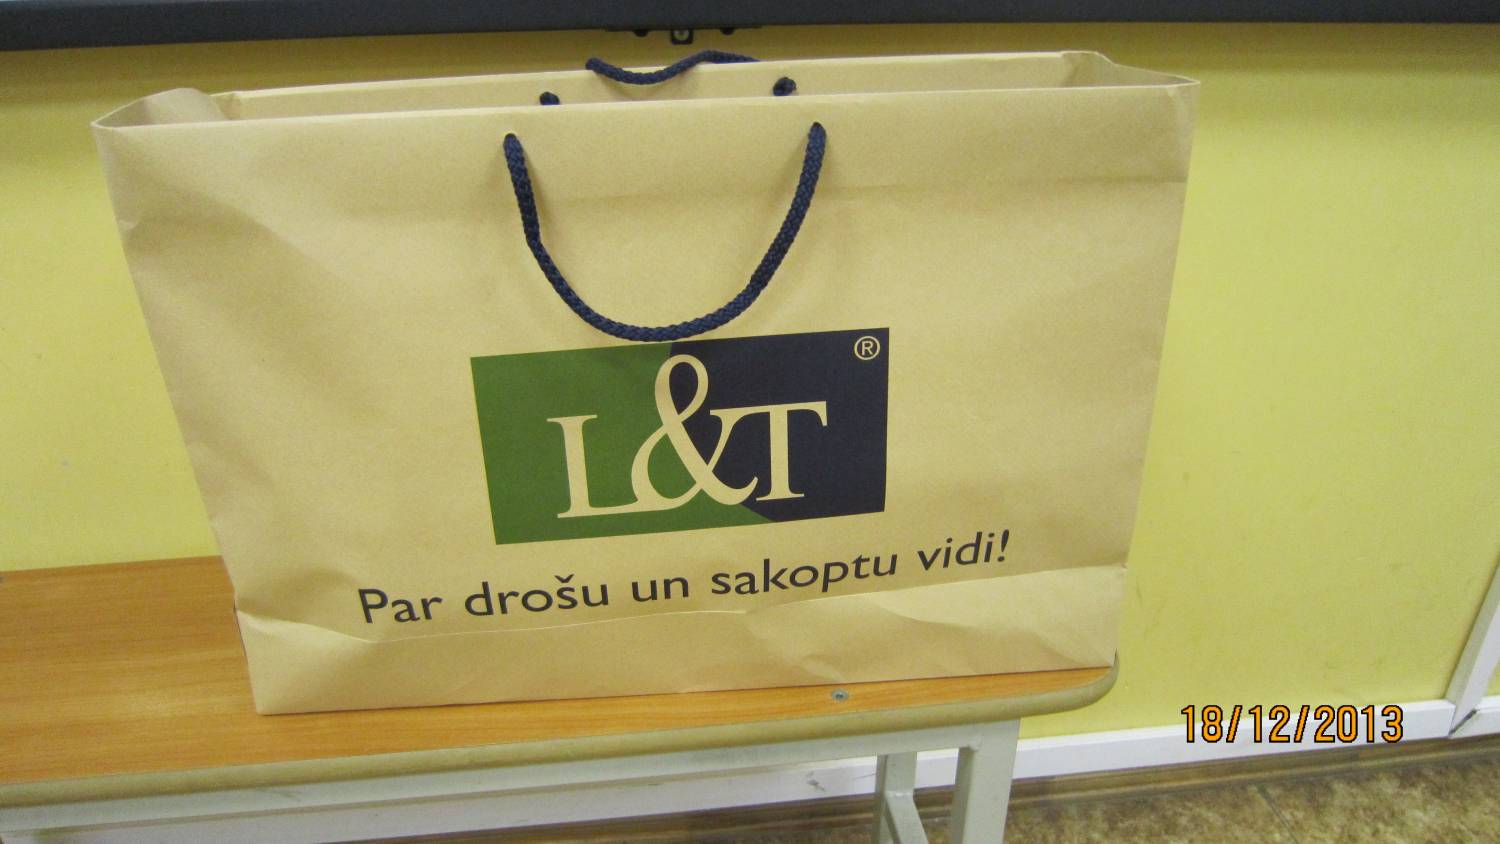 L&T ®
Par drošu un sakoptu vidi!
18/12/2013